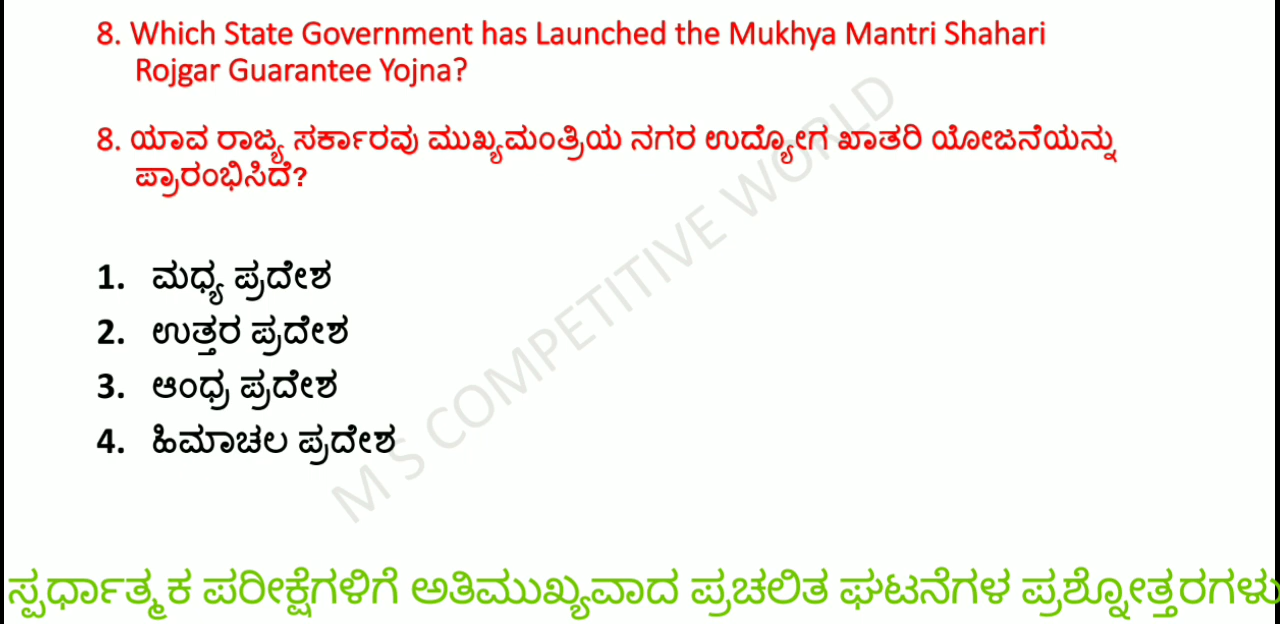 8. Which State Government has Launched the Mukhya Mantri Shahari
Rojgar Guarantee Yojna?
8. ಯಾವ ರಾಜ್ಯ ಸರ್ಕಾರವು ಮುಖ್ಯಮಂತ್ರಿಯ ನಗರ ಉದ್ಯೋಗ ಖಾತರಿ ಯೋಜನೆಯನ್ನು
ಪ್ರಾರಂಭಿಸಿದೆ?
1. ಮಧ್ಯ ಪ್ರದೇಶ
2. ಉತ್ತರ ಪ್ರದೇಶ
3. ಆಂಧ್ರ ಪ್ರದೇಶ
4. ಹಿಮಾಚಲ ಪ್ರದೇಶ
M S COMPETITIVE WORLD
ಸ್ಪರ್ಧಾತ್ಮಕ ಪರೀಕ್ಷೆಗಳಿಗೆ ಅತಿಮುಖ್ಯವಾದ ಪ್ರಚಲಿತ ಘಟನೆಗಳ ಪ್ರಶ್ನೋತ್ತರಗಳು